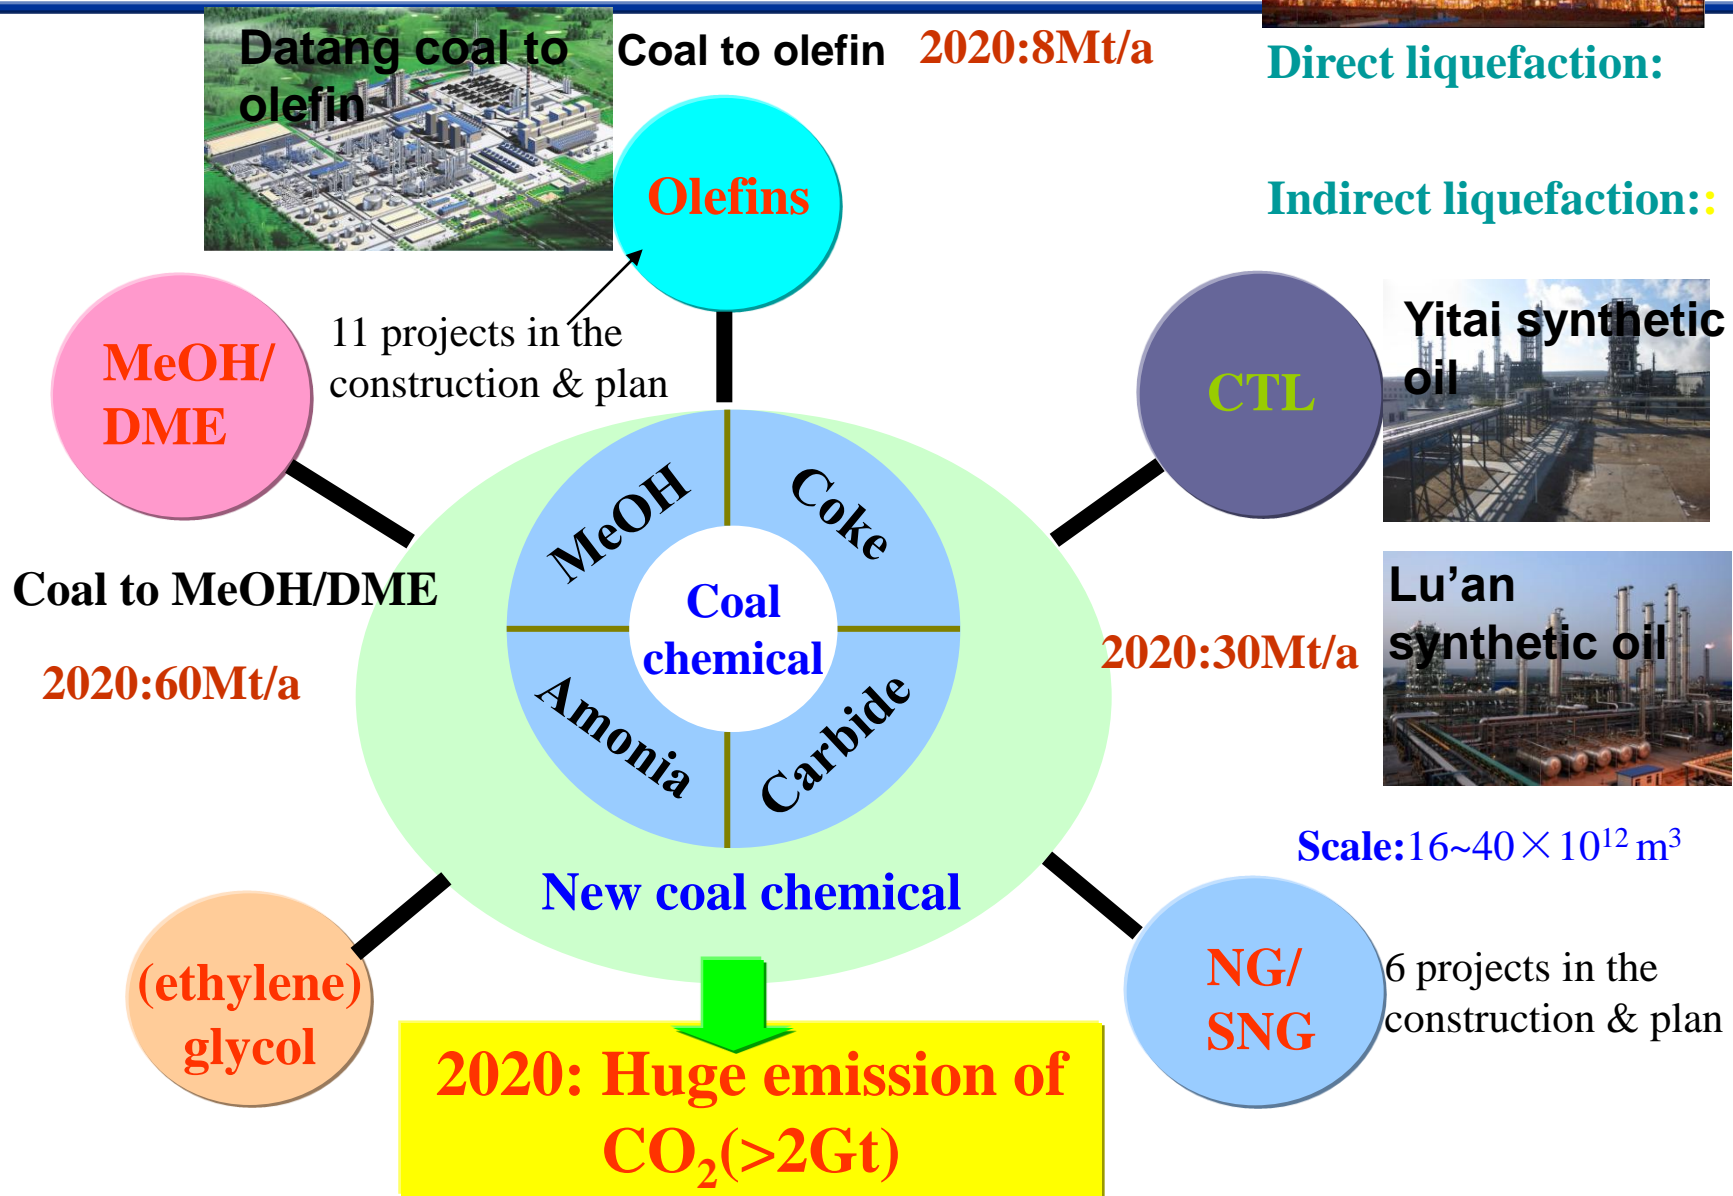 Datang coal to
olefin
Coal to olefin
2020:8Mt/a
Direct liquefaction:
Indirect liquefaction::
Olefins
11 projects in the
construction & plan
MeOH/
DME
CTL
Yitai synthetic
oil
MeOH
Coke
Coal
chemical
Amonia
Carbide
Coal to MeOH/DME
2020:60Mt/a
2020:30Mt/a
Lu’an
synthetic oil
Scale:16~40×10¹² m³
New coal chemical
(ethylene)
glycol
NG/
SNG
6 projects in the
construction & plan
2020: Huge emission of
CO₂(>2Gt)